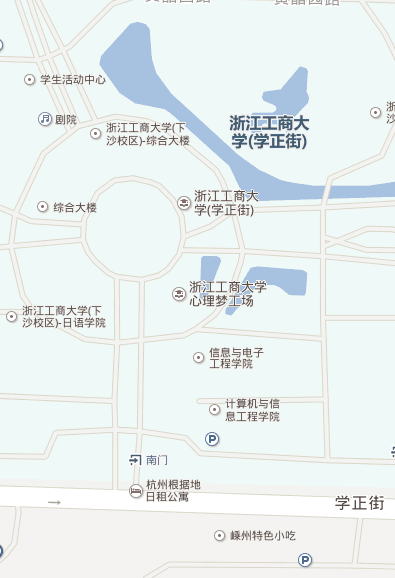 学生活动中心
剧院
浙江工商大
学(学正街)
浙江工商大学(下
沙校区)-综合大楼
浙江工商大
学(学正街)
综合大楼
浙江工商大学
心理梦工场
浙江工商大学(下
沙校区)-日语学院
信息与电子
工程学院
计算机与信
息工程学院
P
南门
杭州根据地
日租公寓
学正街
嵊州特色小吃
P